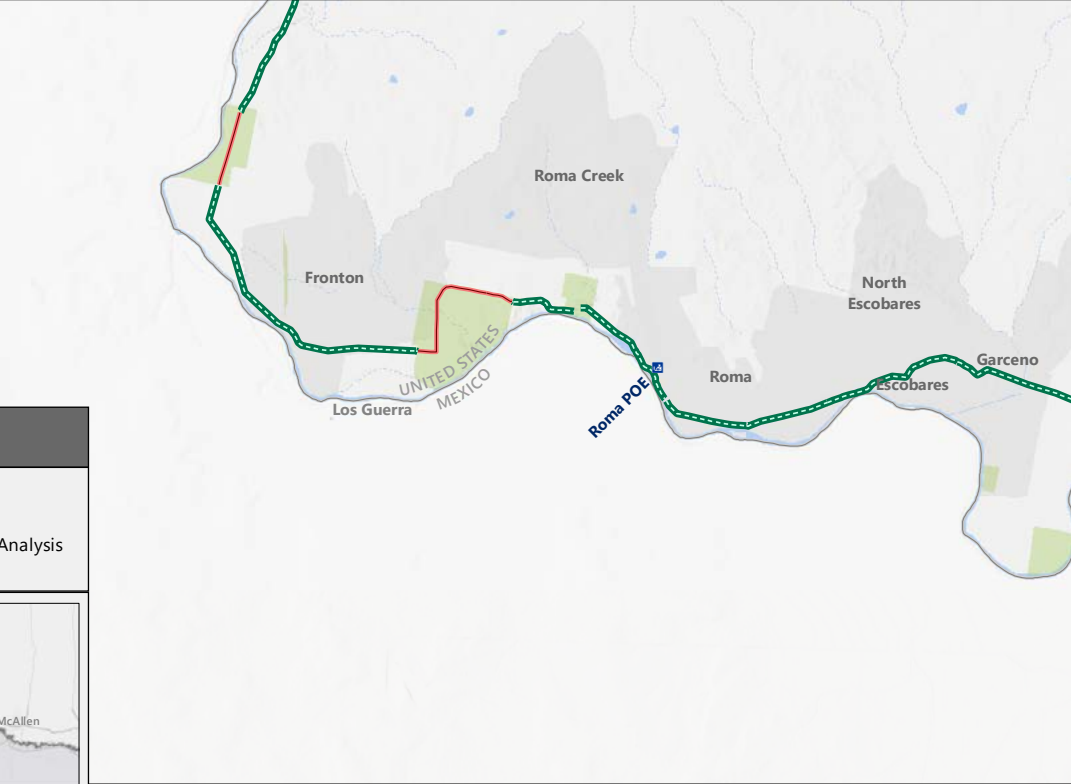 Roma Creek
Fronton
North
Escobares
UNITED STATES
MEXICO
Garceno
Roma
Escobares
Roma POE
Los Guerra
Analysis
McAllen